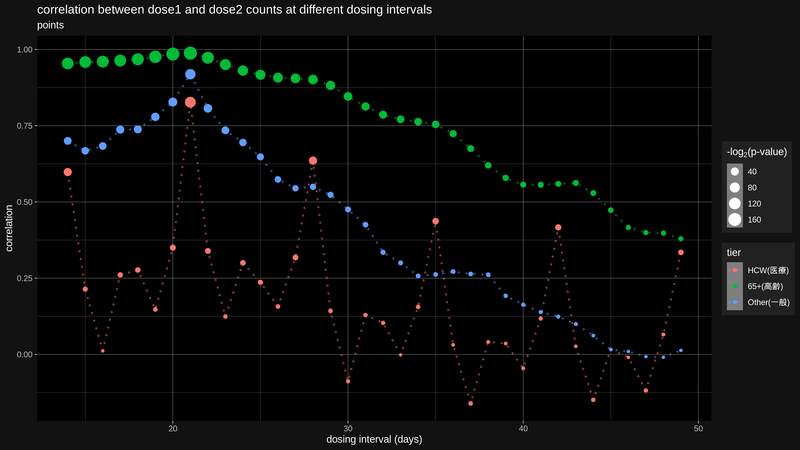 correlation between dose1 and dose2 counts at different dosing intervals
points
correlation
1.00
0.75
0.50
0.25
0.00
20
30
40
50
dosing interval (days)
-log2(p-value)
40
80
120
160
tier
HCW(医療)
65+(高齢)
Other(一般)